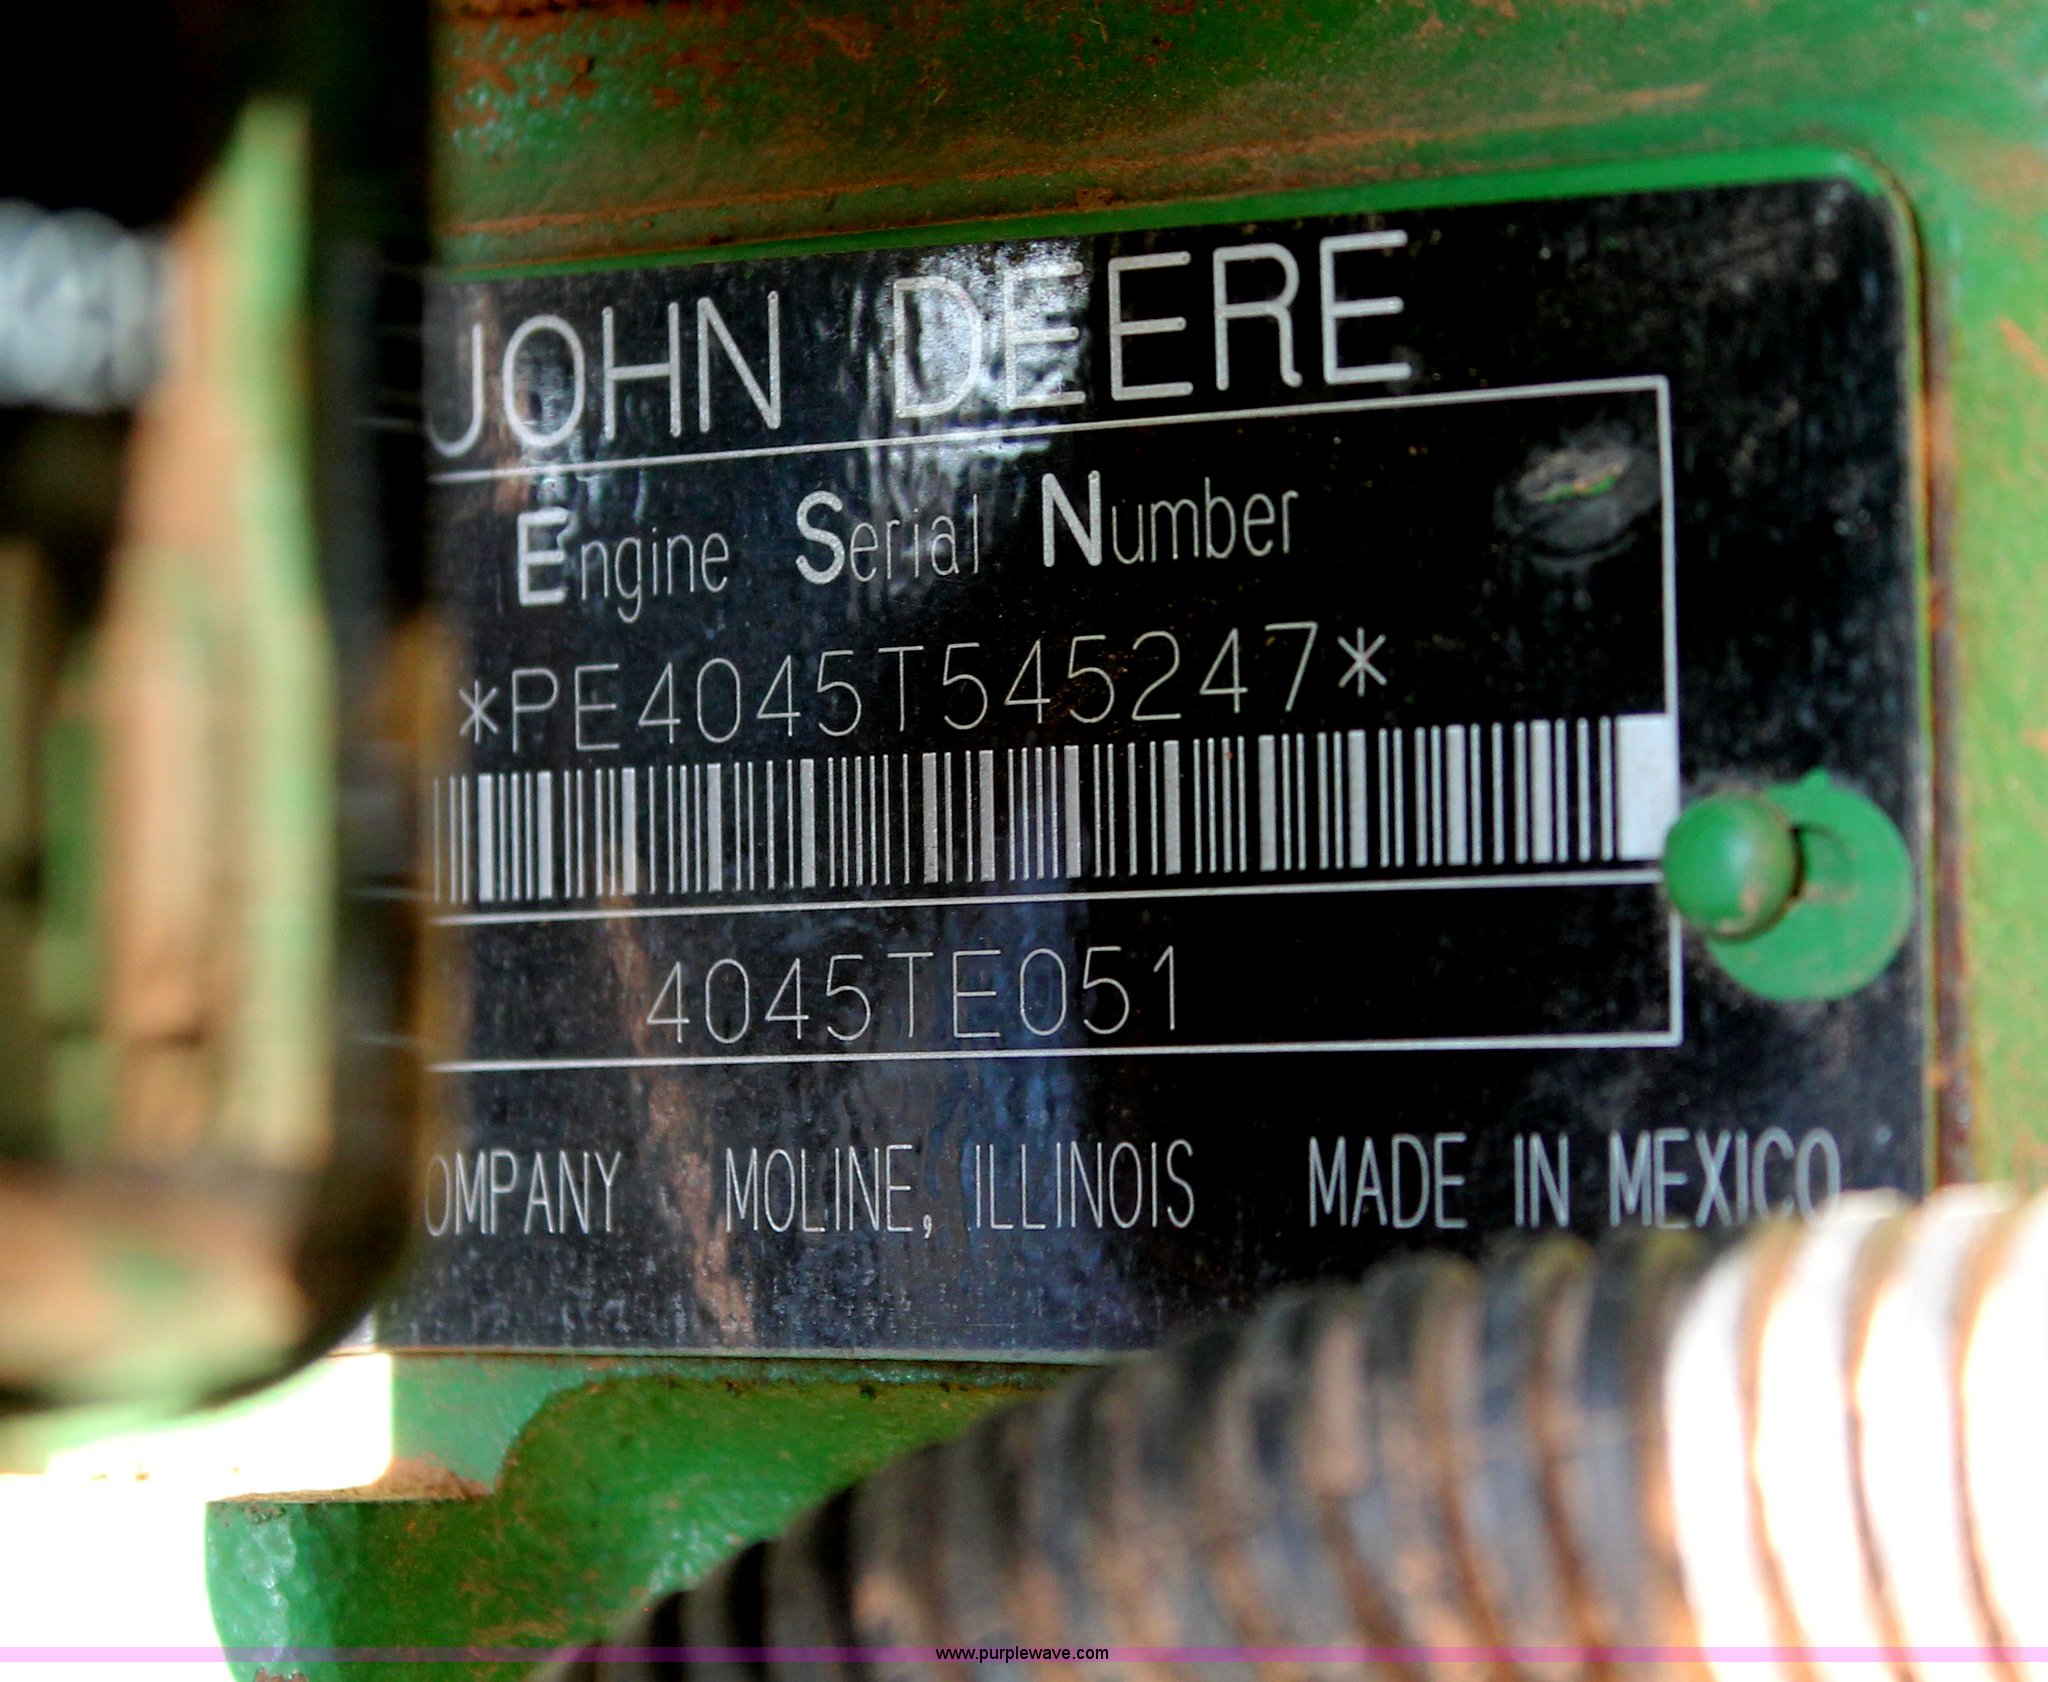 JOHN DEERE
Engine Serial Number
*PE4045T545247*
4045TE051
OMPANY MOLINE, ILLINOIS MADE IN MEXICO
www.purplewave.com